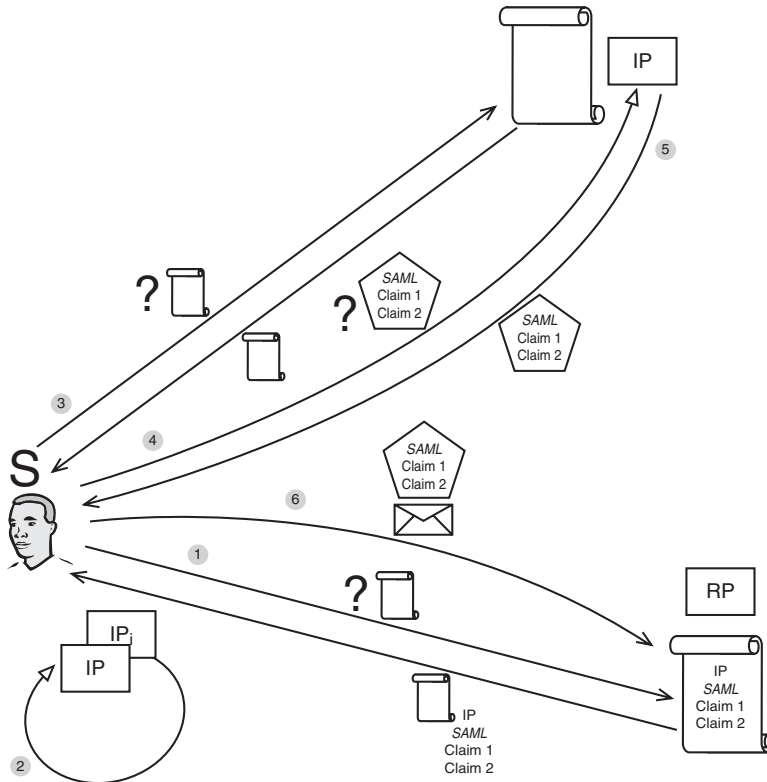 IP
5
?
SAML
Claim 1
Claim 2
?
SAML
Claim 1
Claim 2
3
4
S
SAML
Claim 1
Claim 2
6
1
?
RP
IPi
IP
IP
SAML
Claim 1
Claim 2
IP
SAML
Claim 1
Claim 2
2